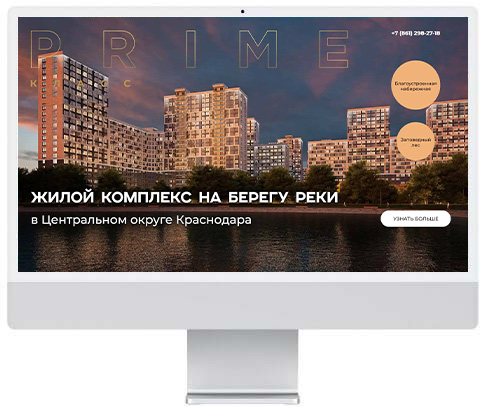 PRIME
+7 (861) 298-27-18
Благоустроенная
набережная
Заповедный
лес
ЖИЛОЙ КОМПЛЕКС НА БЕРЕГУ РЕКИ
в Центральном округе Краснодара
УЗНАТЬ БОЛЬШЕ